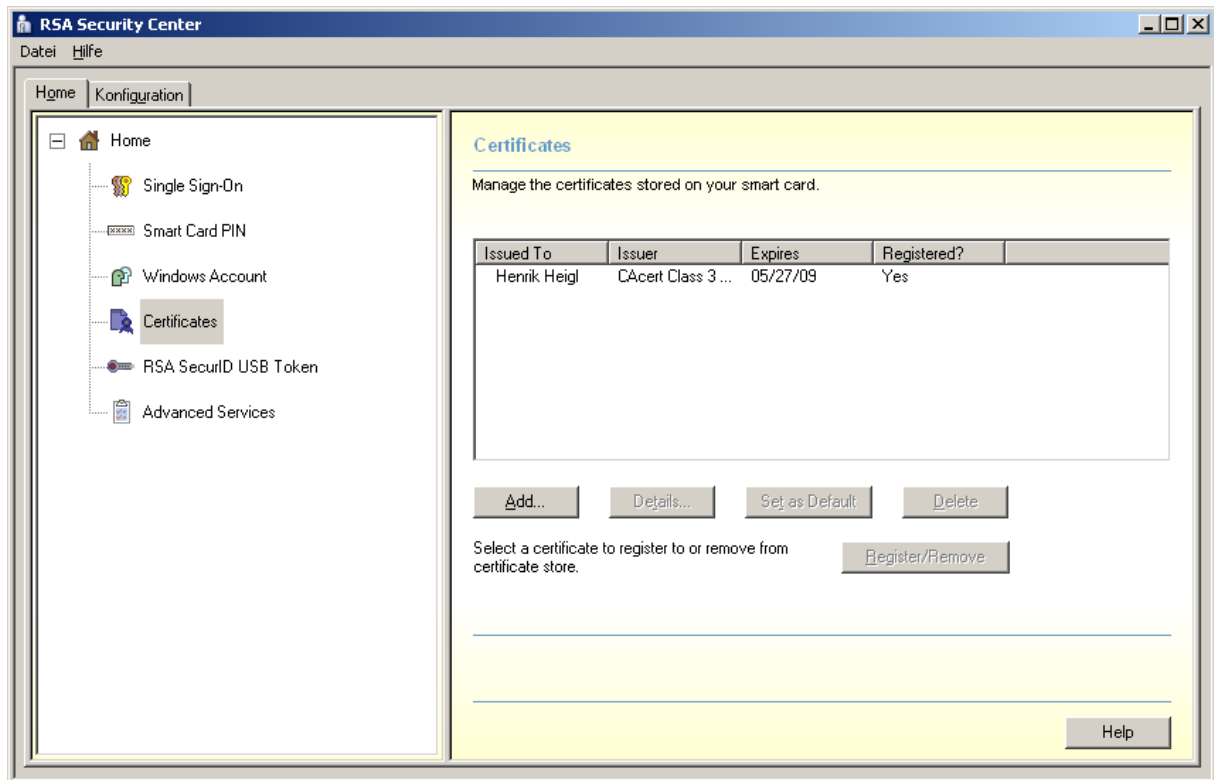 RSA Security Center
Datei Hilfe
Home Konfiguration
Home
Single Sign-On
xxxx Smart Card PIN
Windows Account
Certificates
RSA SecurID USB Token
Advanced Services
Certificates
Manage the certificates stored on your smart card.
Issued To Issuer Expires Registered?
Henrik Heigl CAcert Class 3 ... 05/27/09 Yes
Add... Details... Set as Default Delete
Select a certificate to register to or remove from
certificate store.
Register/Remove
Help